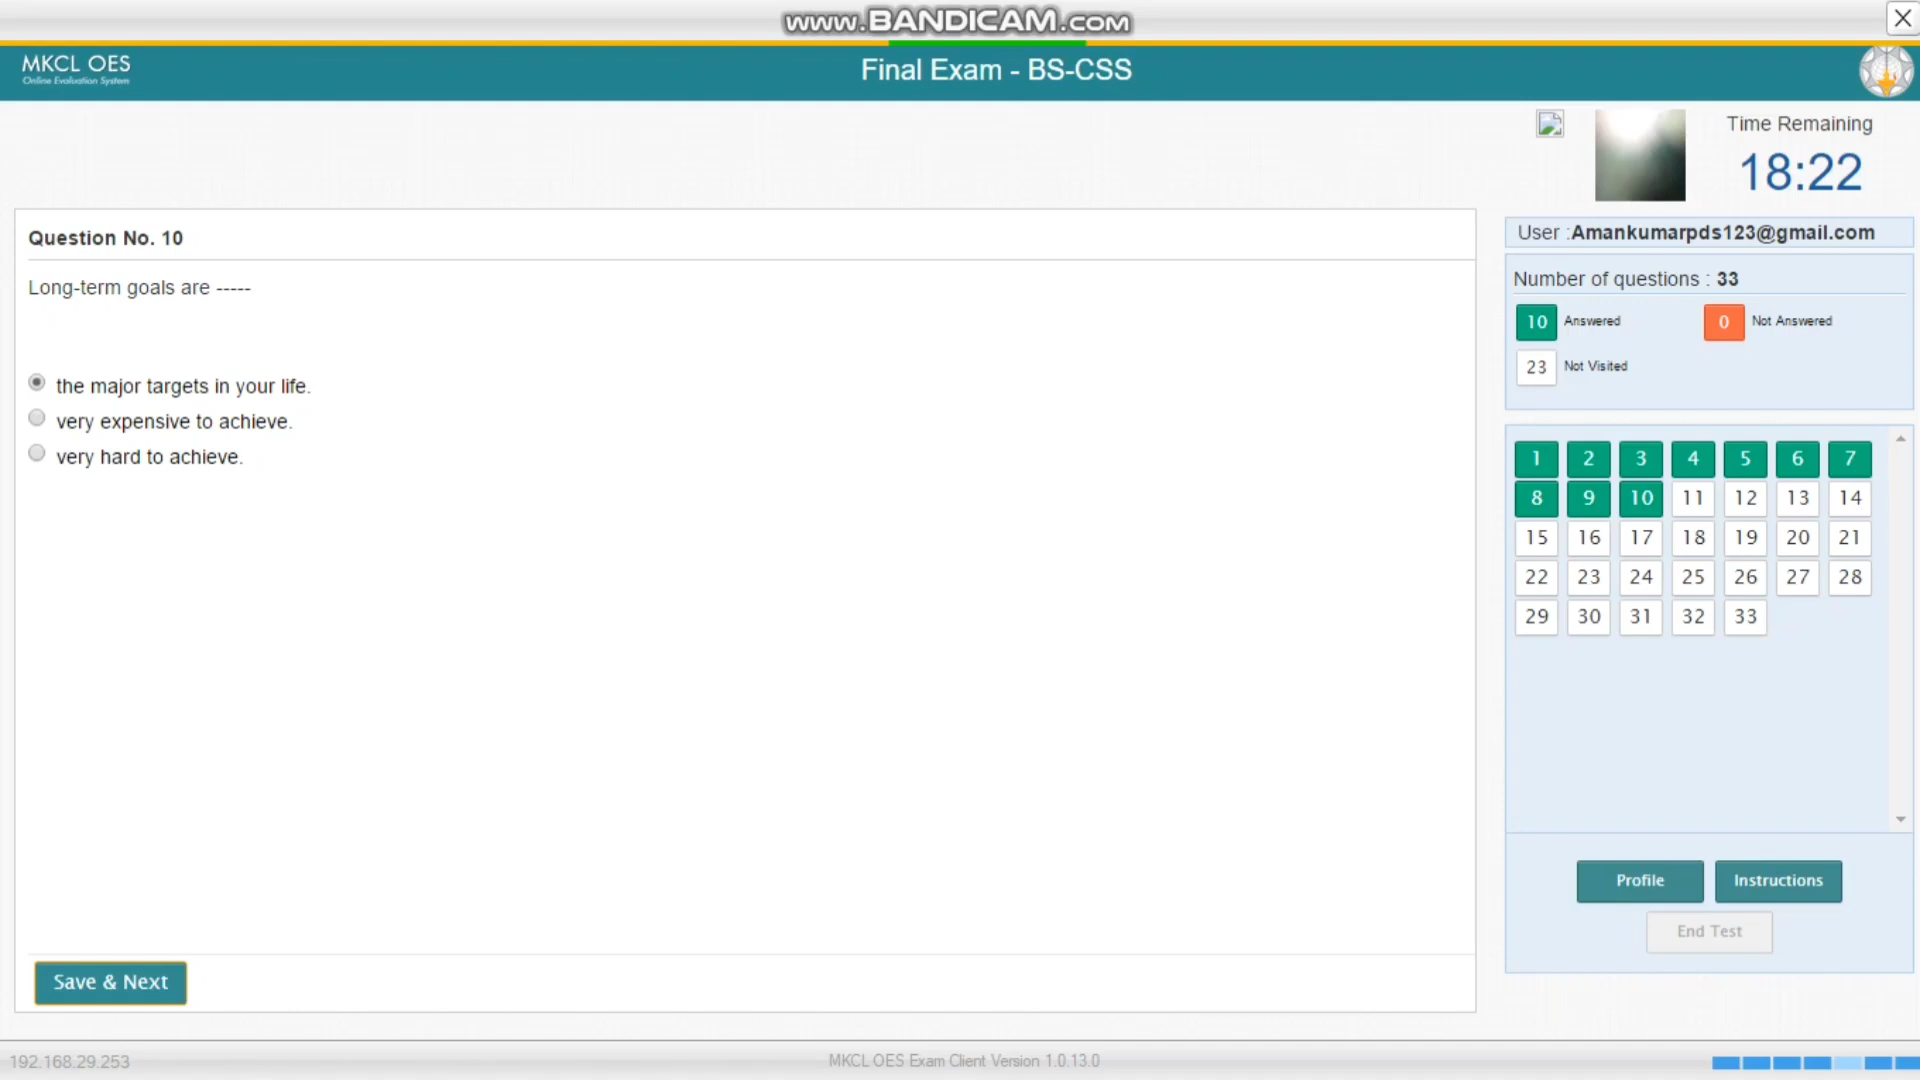 www.BANDICAM.com
MKCL OES
Online Evaluation System
Final Exam - BS-CSS
Time Remaining
18:22
Question No. 10
Long-term goals are -----
the major targets in your life.
very expensive to achieve.
very hard to achieve.
Save & Next
User :Amankumarpds123@gmail.com
Number of questions : 33
10 Answered 0 Not Answered
23 Not Visited
1 2 3 4 5 6 7
8 9 10 11 12 13 14
15 16 17 18 19 20 21
22 23 24 25 26 27 28
29 30 31 32 33
Profile Instructions
End Test
192.168.29.253
MKCL OES Exam Client Version 1.0.13.0